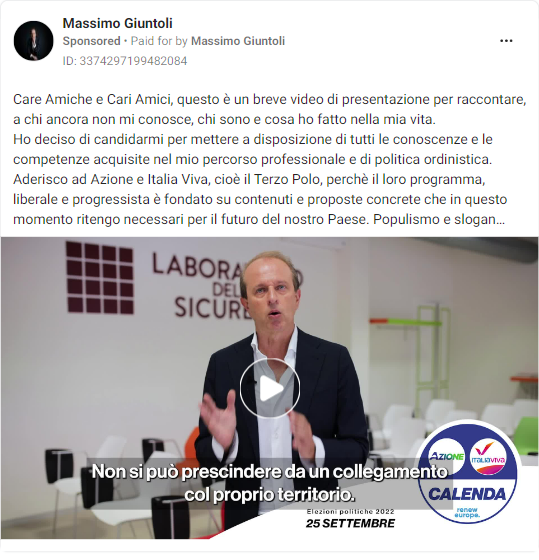 Massimo Giuntoli
Sponsored • Paid for by Massimo Giuntoli
ID: 3374297199482084
Care Amiche e Cari Amici, questo è un breve video di presentazione per raccontare,
a chi ancora non mi conosce, chi sono e cosa ho fatto nella mia vita.
Ho deciso di candidarmi per mettere a disposizione di tutti le conoscenze e le
competenze acquisite nel mio percorso professionale e di politica ordinistica.
Aderisco ad Azione e Italia Viva, cioè il Terzo Polo, perchè il loro programma,
liberale e progressista è fondato su contenuti e proposte concrete che in questo
momento ritengo necessari per il futuro del nostro Paese. Populismo e slogan...
LABORA
DEL
SICURE
AZIONE
ITALIAVIVA
CALENDA
renew
europe.
Non si può prescindere da un collegamento
col proprio territorio.
Elezioni politiche 2022
25 SETTEMBRE